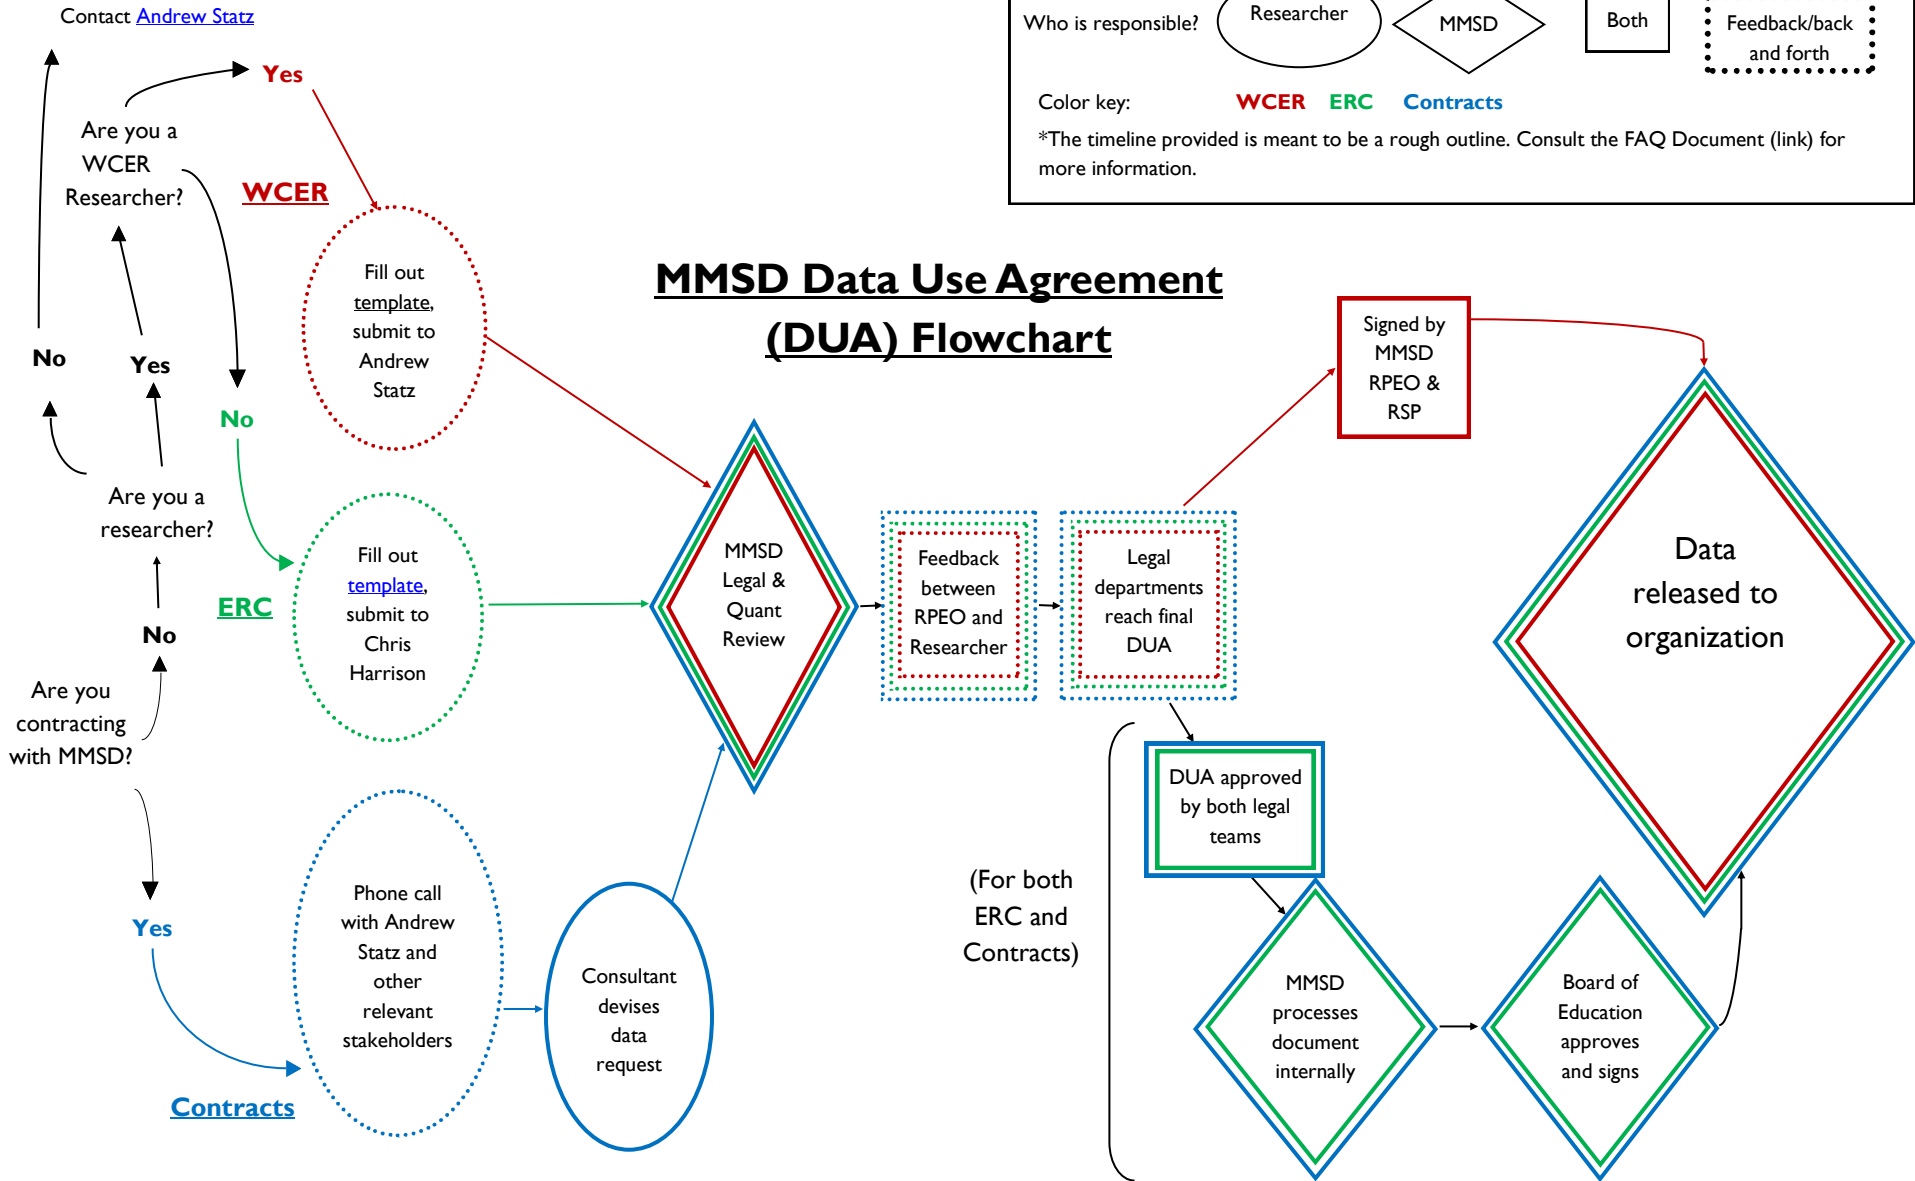 Contact Andrew Statz
Yes
Are you a
WCER
Researcher?
WCER
No
Yes
No
Are you a
researcher?
ERC
No
Are you
contracting
with MMSD?
Yes
Contracts
Who is responsible?
Researcher
MMSD
Both
Feedback/back
and forth
Color key:
WCER ERC Contracts
*The timeline provided is meant to be a rough outline. Consult the FAQ Document (link) for
more information.
MMSD Data Use Agreement
(DUA) Flowchart
Fill out
template,
submit to
Andrew
Statz
Fill out
template,
submit to
Chris
Harrison
Phone call
with Andrew
Statz and
other
relevant
stakeholders
Consultant
devises
data
request
MMSD
Legal &
Quant
Review
Feedback
between
RPEO and
Researcher
Legal
departments
reach final
DUA
Signed by
MMSD
RPEO &
RSP
Data
released to
organization
(For both
ERC and
Contracts)
DUA approved
by both legal
teams
MMSD
processes
document
internally
Board of
Education
approves
and signs